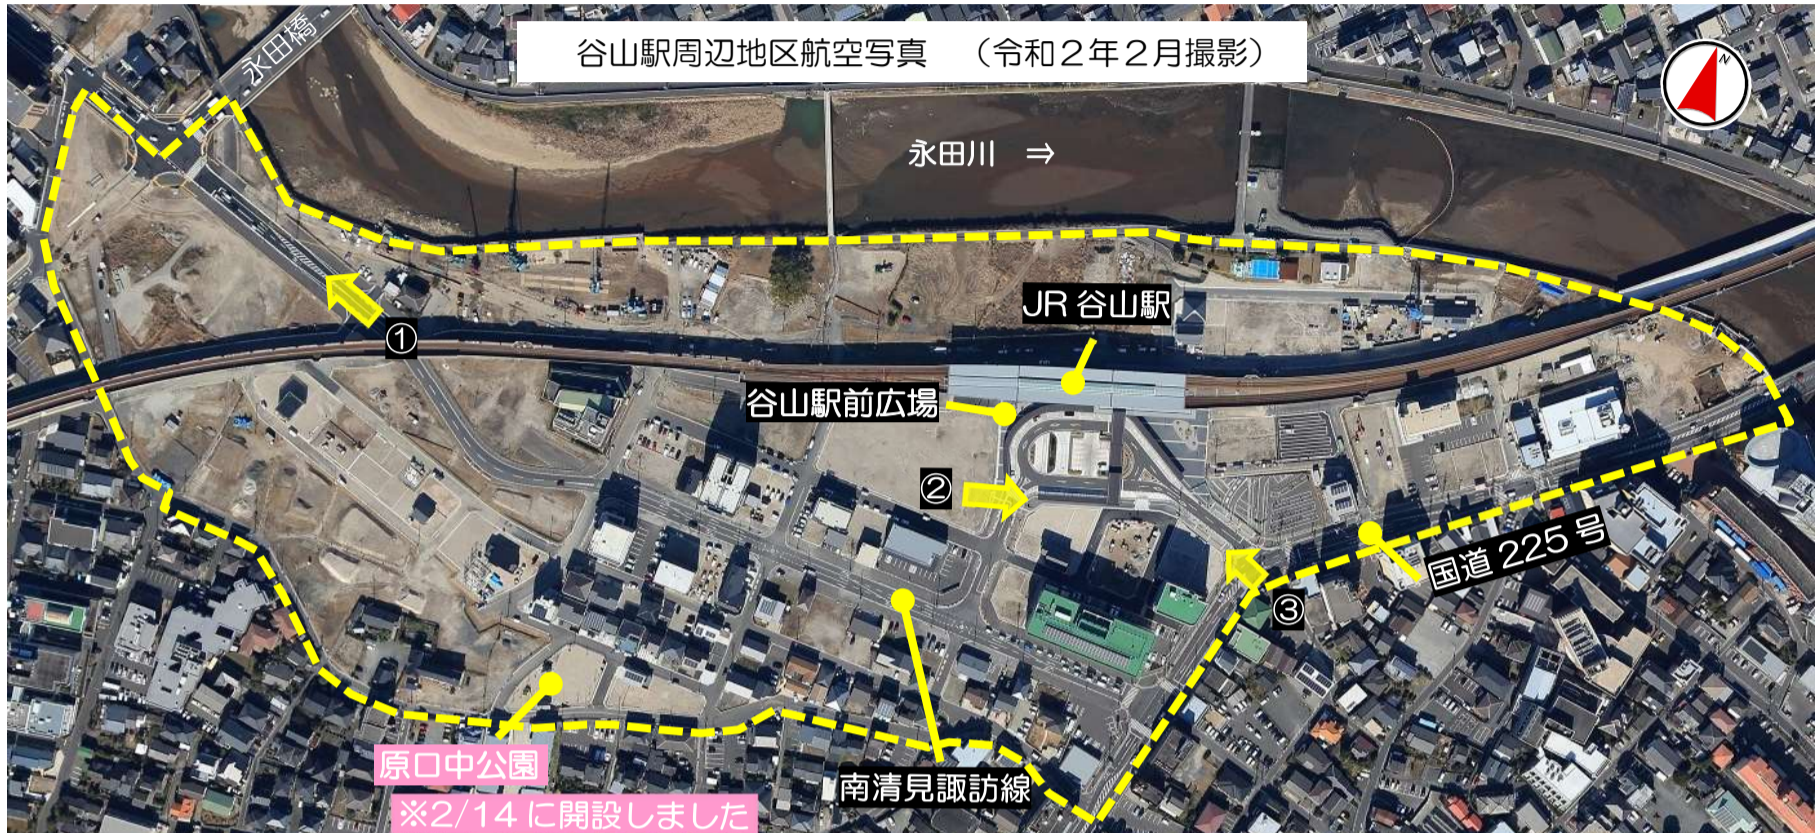 谷山駅周辺地区航空写真　（令和２年２月撮影）
N
永田橋
永田川　⇒
JR 谷山駅
①
谷山駅前広場
②
国道 225 号
③
原口中公園
※2/14 に開設しました
南清見諏訪線